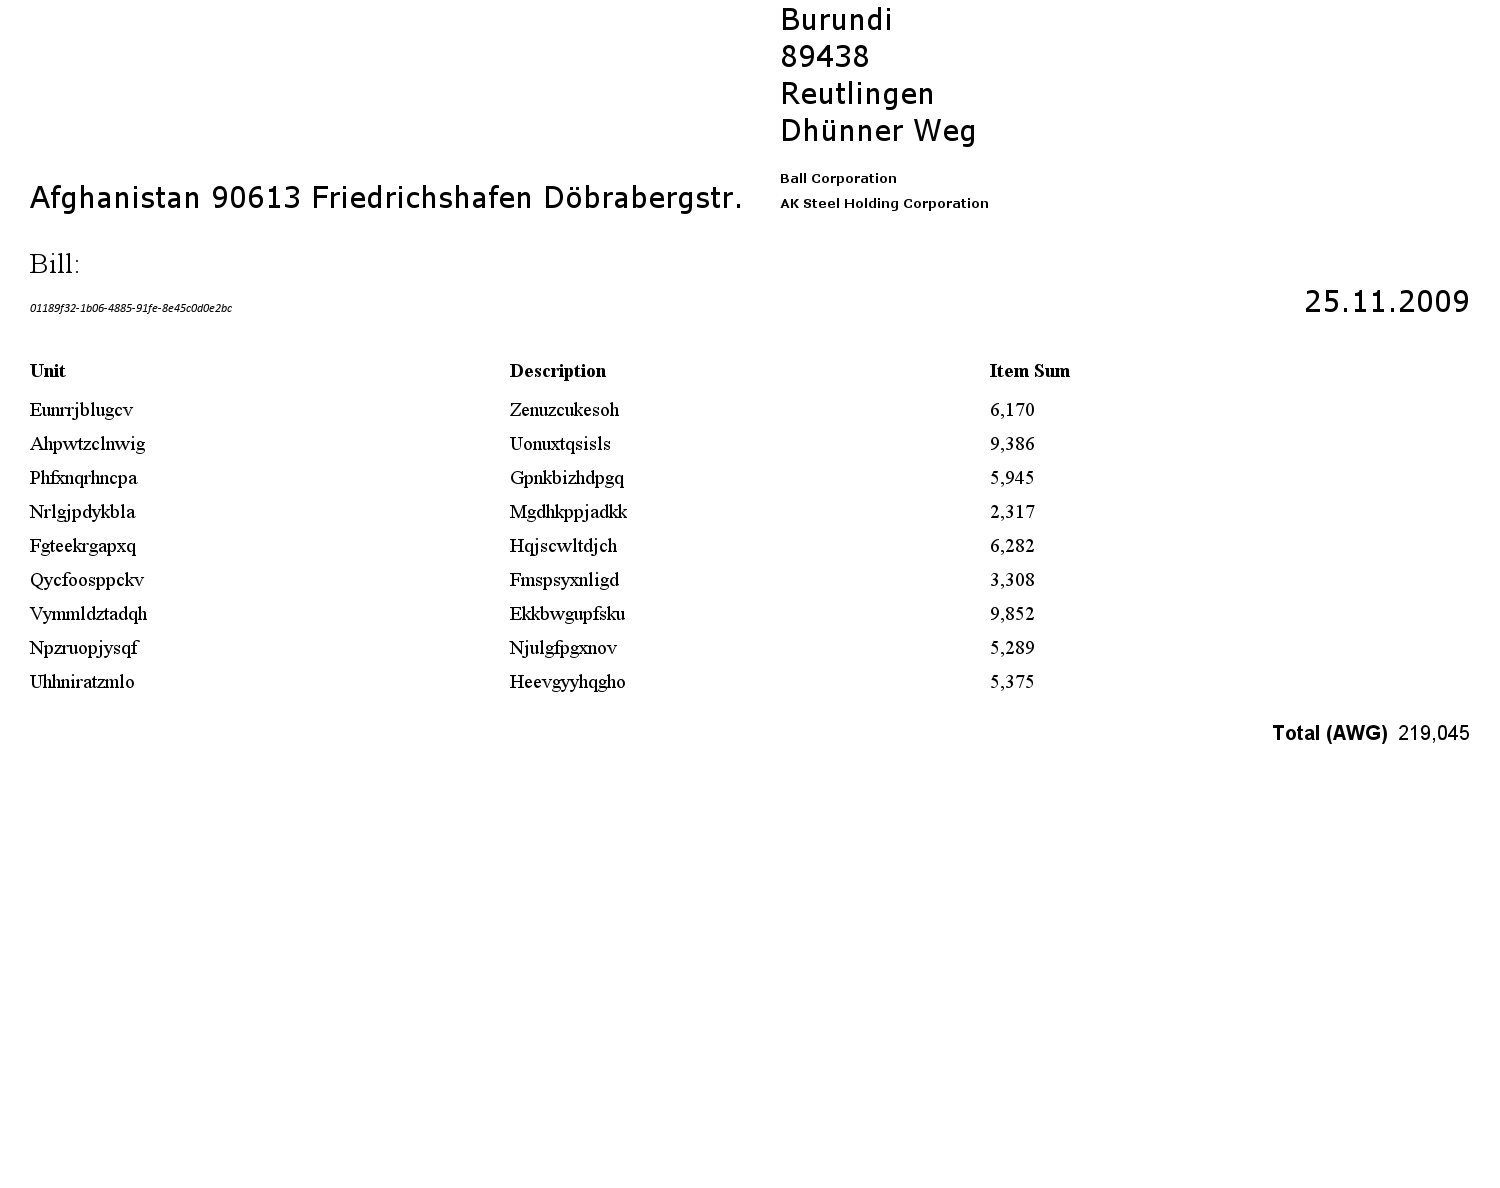 Burundi
89438
Reutlingen
Dhünner Weg
Afghanistan 90613 Friedrichshafen Döbrabergstr.
Ball Corporation
AK Steel Holding Corporation
Bill:
01189f32-1b06-4885-91fe-8e45c0d0e2bc
25.11.2009
Unit Description Item Sum
Eunrrjblugcv Zenuzcukesoh 6,170
Ahpwtzclnwig Uonuxtqsisls 9,386
Phfxnqrhncpa Gpnkbizhdpgq 5,945
Nrlgjpdykbla Mgdhkppjadkk 2,317
Fgteekrgapxq Hqjscwltdjch 6,282
Qycfoosppckv Fmspsyxnligd 3,308
Vymmldztadqh Ekkbwgupfsku 9,852
Npzruopjysqf Njulgfpgxnov 5,289
Uhhniratzmlo Heevgyyhqgho 5,375
Total (AWG) 219,045